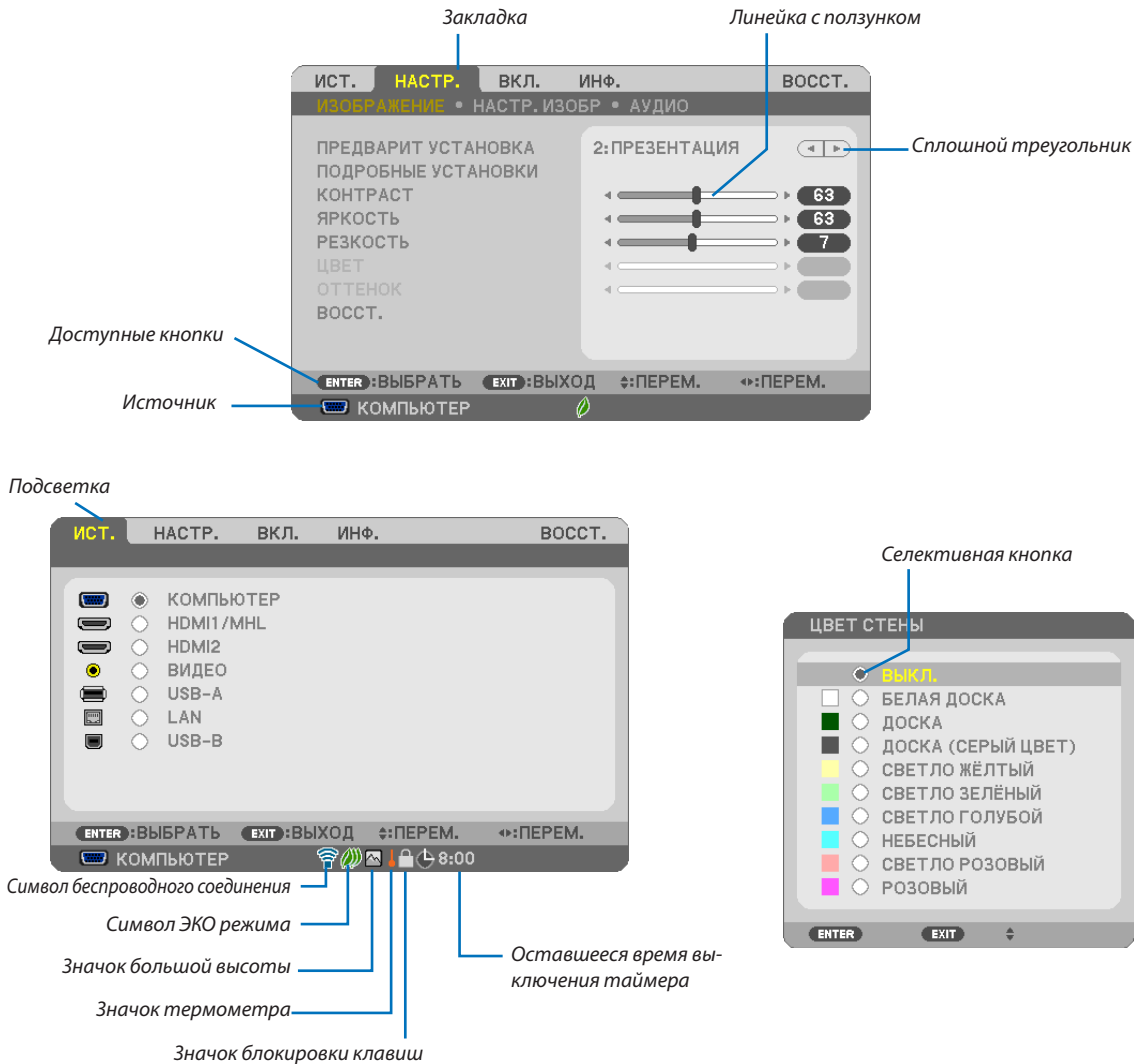 Закладка
Линейка с ползунком
ИСТ. НАСТР. ВКЛ. ИНФ. ВОССТ.
ИЗОБРАЖЕНИЕ • НАСТР. ИЗОБР • АУДИО
ПРЕДВАРИТ УСТАНОВКА 2:ПРЕЗЕНТАЦИЯ
Сплошной треугольник
ПОДРОБНЫЕ УСТАНОВКИ
КОНТРАСТ 63
ЯРКОСТЬ 63
РЕЗКОСТЬ 7
ЦВЕТ
ОТТЕНОК
ВОССТ.
Доступные кнопки
ENTER :ВЫБРАТЬ EXIT :ВЫХОД :ПЕРЕМ. :ПЕРЕМ.
Источник
КОМПЬЮТЕР
Подсветка
ИСТ. НАСТР. ВКЛ. ИНФ. ВОССТ.
КОМПЬЮТЕР
HDMI1/MHL
HDMI2
ВИДЕО
USB-A
LAN
USB-B
ENTER :ВЫБРАТЬ EXIT :ВЫХОД :ПЕРЕМ. :ПЕРЕМ.
КОМПЬЮТЕР 8:00
Символ беспроводного соединения
Символ ЭКО режима
Значок большой высоты
Значок термометра
Значок блокировки клавиш
Оставшееся время вы-
ключения таймера
Селективная кнопка
ЦВЕТ СТЕНЫ
ВЫКЛ.
БЕЛАЯ ДОСКА
ДОСКА
ДОСКА (СЕРЫЙ ЦВЕТ)
СВЕТЛО ЖЁЛТЫЙ
СВЕТЛО ЗЕЛЁНЫЙ
СВЕТЛО ГОЛУБОЙ
НЕБЕСНЫЙ
СВЕТЛО РОЗОВЫЙ
РОЗОВЫЙ
ENTER EXIT